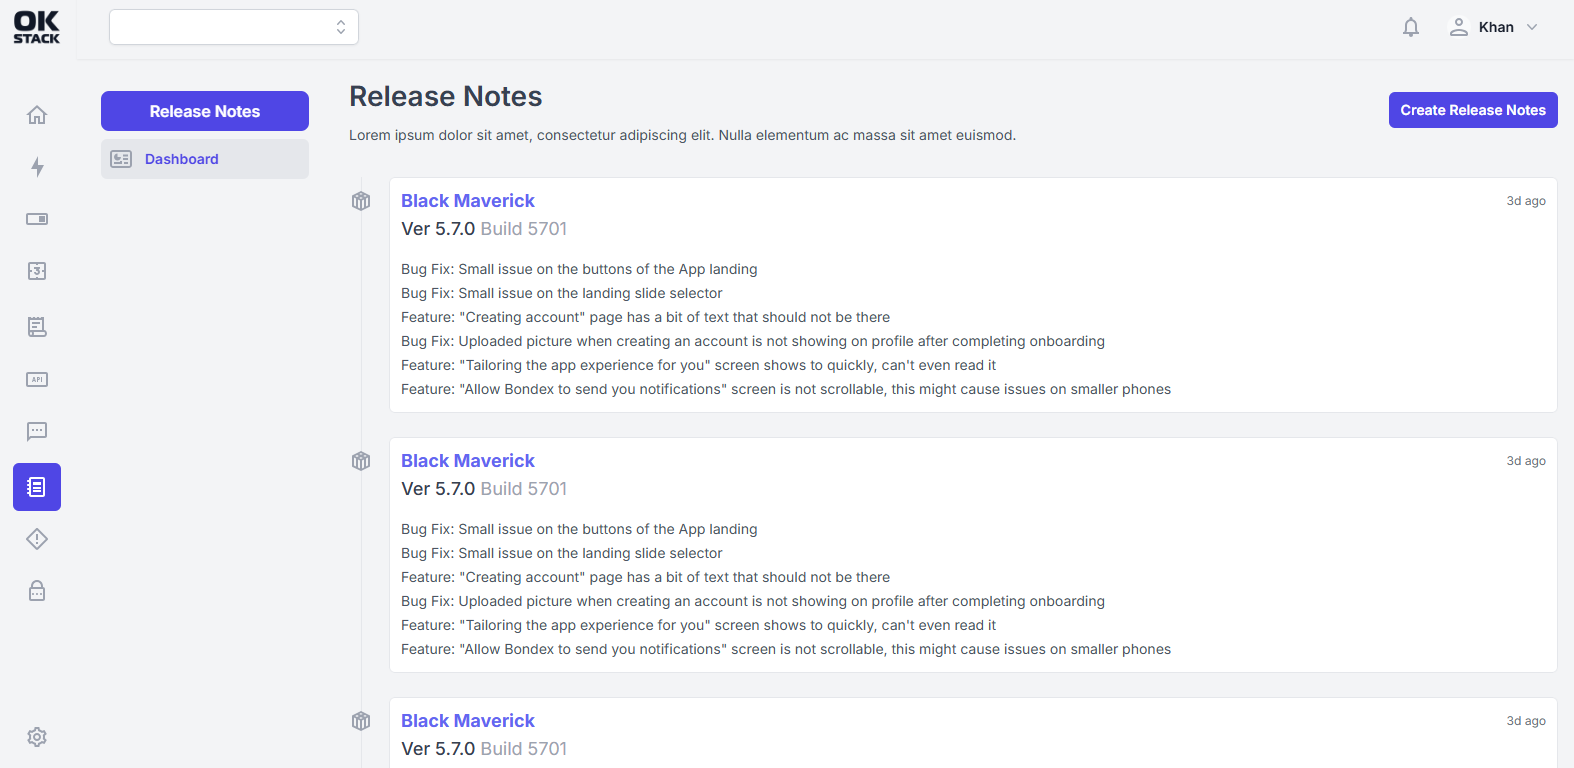 OK
STACK
Khan
Release Notes
Dashboard
Release Notes
Lorem ipsum dolor sit amet, consectetur adipiscing elit. Nulla elementum ac massa sit amet euismod.
Create Release Notes
3
API
Black Maverick
3d ago
Ver 5.7.0 Build 5701
Bug Fix: Small issue on the buttons of the App landing
Bug Fix: Small issue on the landing slide selector
Feature: "Creating account" page has a bit of text that should not be there
Bug Fix: Uploaded picture when creating an account is not showing on profile after completing onboarding
Feature: "Tailoring the app experience for you" screen shows to quickly, can't even read it
Feature: "Allow Bondex to send you notifications" screen is not scrollable, this might cause issues on smaller phones
Black Maverick
3d ago
Ver 5.7.0 Build 5701
Bug Fix: Small issue on the buttons of the App landing
Bug Fix: Small issue on the landing slide selector
Feature: "Creating account" page has a bit of text that should not be there
Bug Fix: Uploaded picture when creating an account is not showing on profile after completing onboarding
Feature: "Tailoring the app experience for you" screen shows to quickly, can't even read it
Feature: "Allow Bondex to send you notifications" screen is not scrollable, this might cause issues on smaller phones
Black Maverick
3d ago
Ver 5.7.0 Build 5701